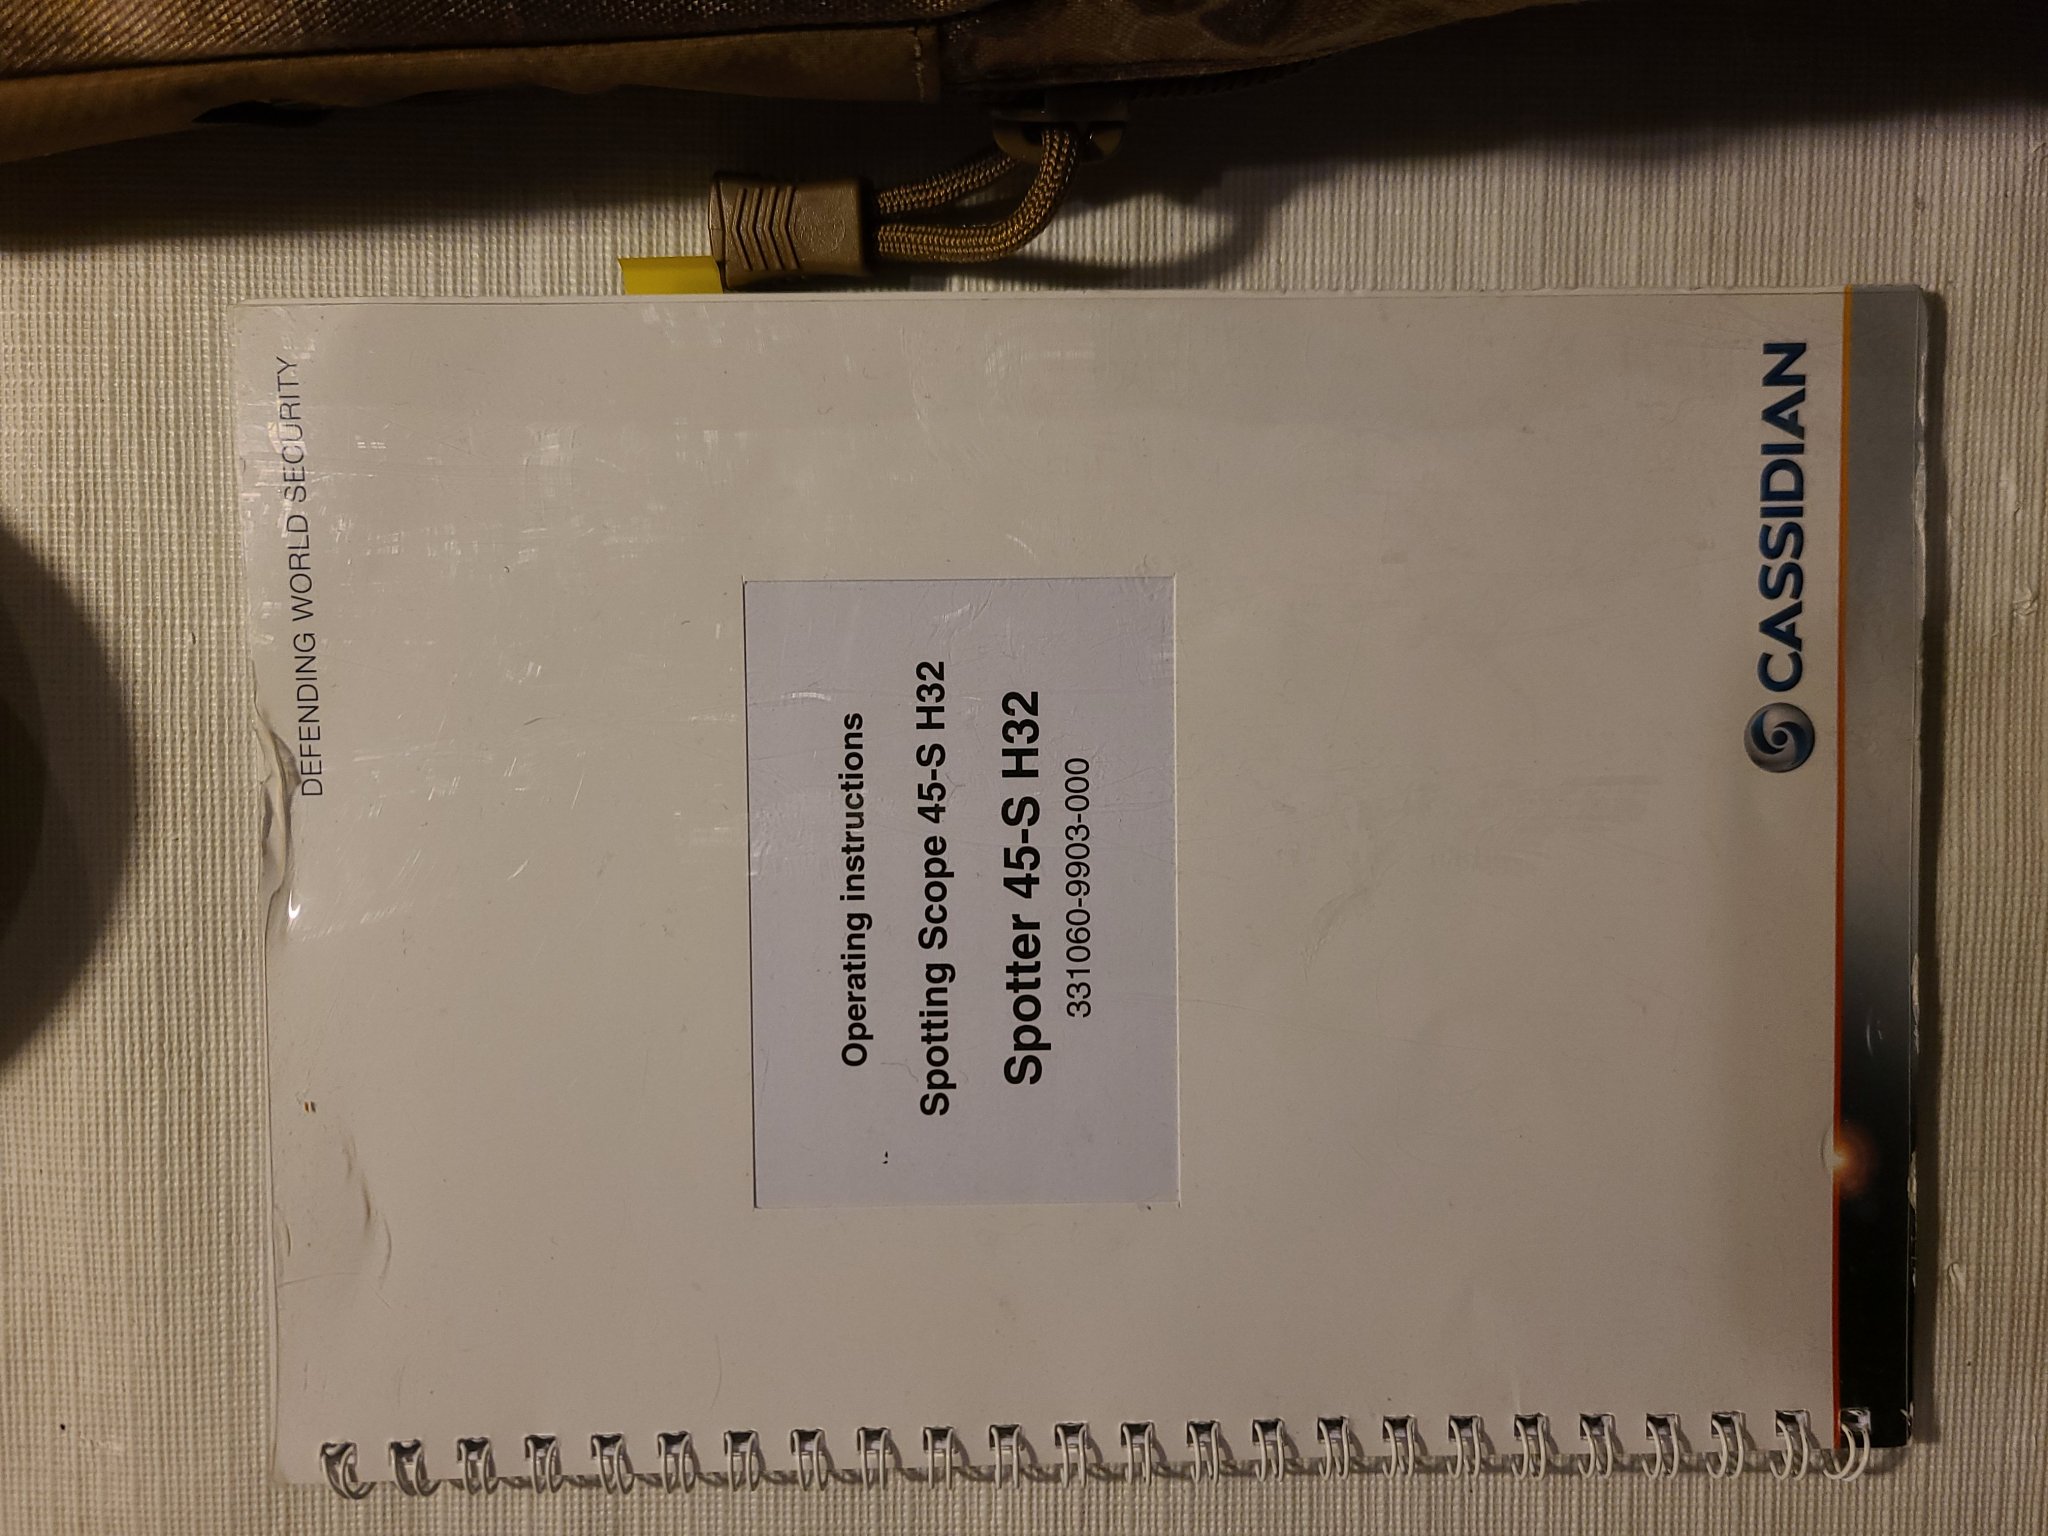 DEFENDING WORLD SECURITY
Operating instructions
Spotting Scope 45-S H32
Spotter 45-S H32
331060-9903-000
CASSIDIAN